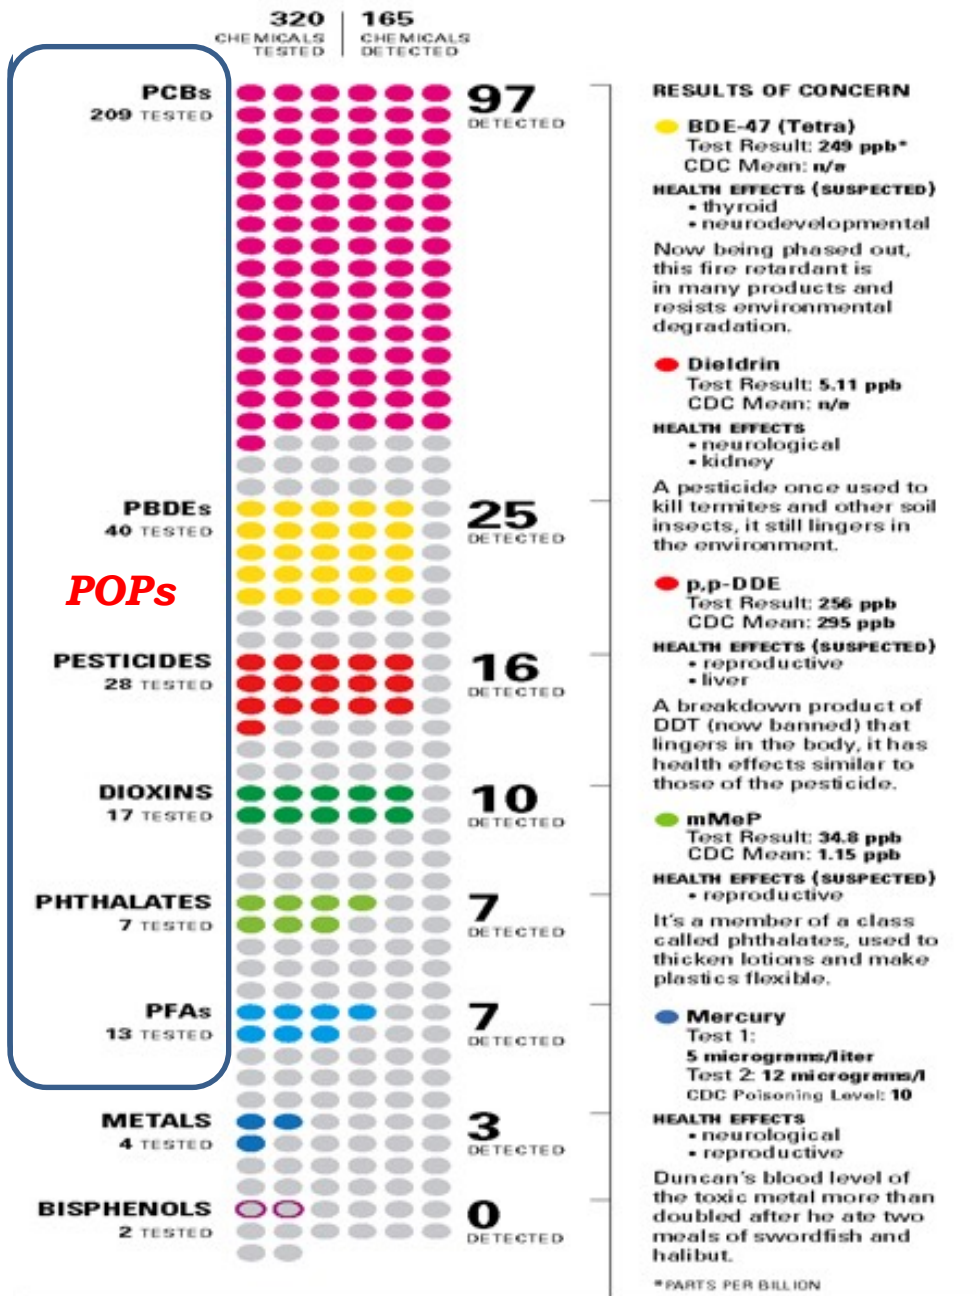 320 165
CHEMICALS TESTED CHEMICALS DETECTED
PCBs
209 TESTED
97
DETECTED
PBDEs
40 TESTED
25
DETECTED
POPs
PESTICIDES
28 TESTED
16
DETECTED
DIOXINS
17 TESTED
10
DETECTED
PHTHALATES
7 TESTED
7
DETECTED
PFAs
13 TESTED
7
DETECTED
METALS
4 TESTED
3
DETECTED
BISPHENOLS
2 TESTED
0
DETECTED
RESULTS OF CONCERN
BDE-47 (Tetra)
Test Result: 249 ppb*
CDC Mean: n/a
HEALTH EFFECTS (SUSPECTED)
• thyroid
• neurodevelopmental
Now being phased out,
this fire retardant is
in many products and
resists environmental
degradation.
Dieldrin
Test Result: 5.11 ppb
CDC Mean: n/a
HEALTH EFFECTS
• neurological
• kidney
A pesticide once used to
kill termites and other soil
insects, it still lingers in
the environment.
p,p-DDE
Test Result: 256 ppb
CDC Mean: 295 ppb
HEALTH EFFECTS (SUSPECTED)
• reproductive
• liver
A breakdown product of
DDT (now banned) that
lingers in the body, it has
health effects similar to
those of the pesticide.
mMeP
Test Result: 34.8 ppb
CDC Mean: 1.15 ppb
HEALTH EFFECTS (SUSPECTED)
• reproductive
It's a member of a class
called phthalates, used to
thicken lotions and make
plastics flexible.
Mercury
Test 1:
5 micrograms/liter
Test 2: 12 micrograms/l
CDC Poisoning Level: 10
HEALTH EFFECTS
• neurological
• reproductive
Duncan's blood level of
the toxic metal more than
doubled after he ate two
meals of swordfish and
halibut.
*PARTS PER BILLION